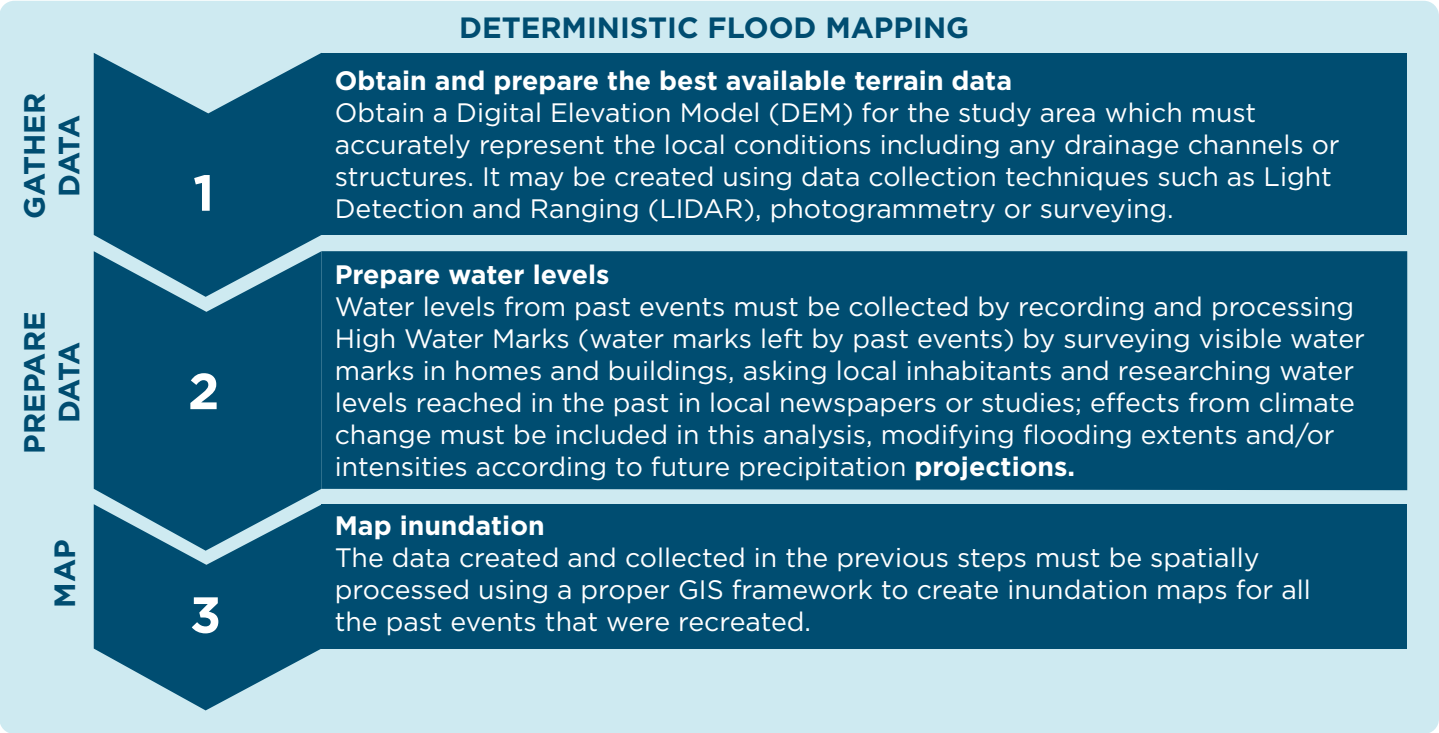 DETERMINISTIC FLOOD MAPPING
GATHER
DATA
1
Obtain and prepare the best available terrain data
Obtain a Digital Elevation Model (DEM) for the study area which must
accurately represent the local conditions including any drainage channels or
structures. It may be created using data collection techniques such as Light
Detection and Ranging (LIDAR), photogrammetry or surveying.
PREPARE
DATA
2
Prepare water levels
Water levels from past events must be collected by recording and processing
High Water Marks (water marks left by past events) by surveying visible water
marks in homes and buildings, asking local inhabitants and researching water
levels reached in the past in local newspapers or studies; effects from climate
change must be included in this analysis, modifying flooding extents and/or
intensities according to future precipitation projections.
MAP
3
Map inundation
The data created and collected in the previous steps must be spatially
processed using a proper GIS framework to create inundation maps for all
the past events that were recreated.